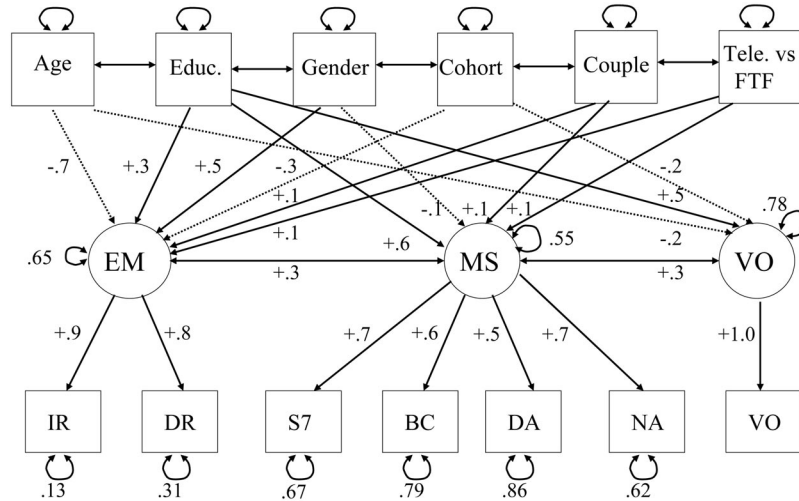 Age
Educ.
Gender
Cohort
Couple
Tele. vs
FTF
-.7
+.3
+.5
-.3
+.1
+.1
-.1
+.1
+.1
-.2
+.5
.78
.65
EM
+.6
+.3
MS
.55
-.2
+.3
VO
+.9
+.8
+.7
+.6
+.5
+.7
+1.0
IR
DR
S7
BC
DA
NA
VO
.13
.31
.67
.79
.86
.62